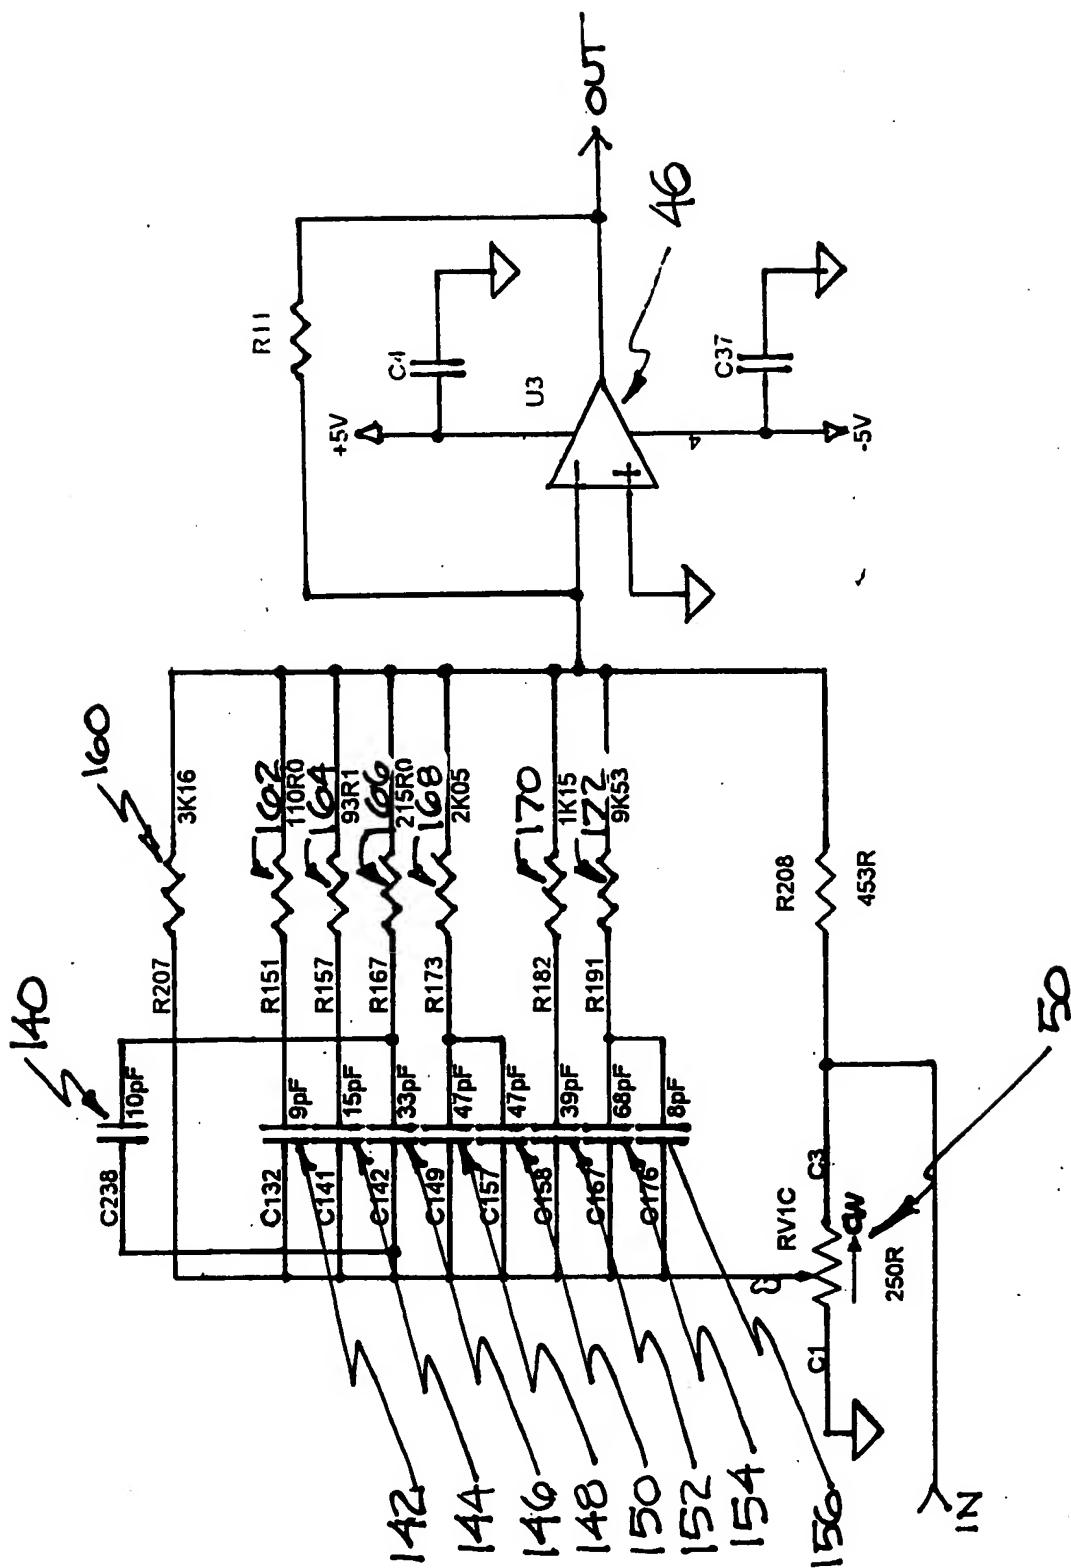 140
160
C238
10pF
R207
3K16
C132
9pF
R151
162
110R0
C141
15pF
R157
164
93R1
C142
33pF
R167
166
215R0
C149
47pF
R173
168
2K05
C157
47pF
C158
39pF
R182
170
1K15
C167
68pF
R191
172
9K53
C176
8pF
142
144
146
148
150
152
154
156
RV1C
C1
C3
2
CW
250R
50
R208
453R
IN
R11
+5V
C4
U3
4
-5V
C37
46
OUT